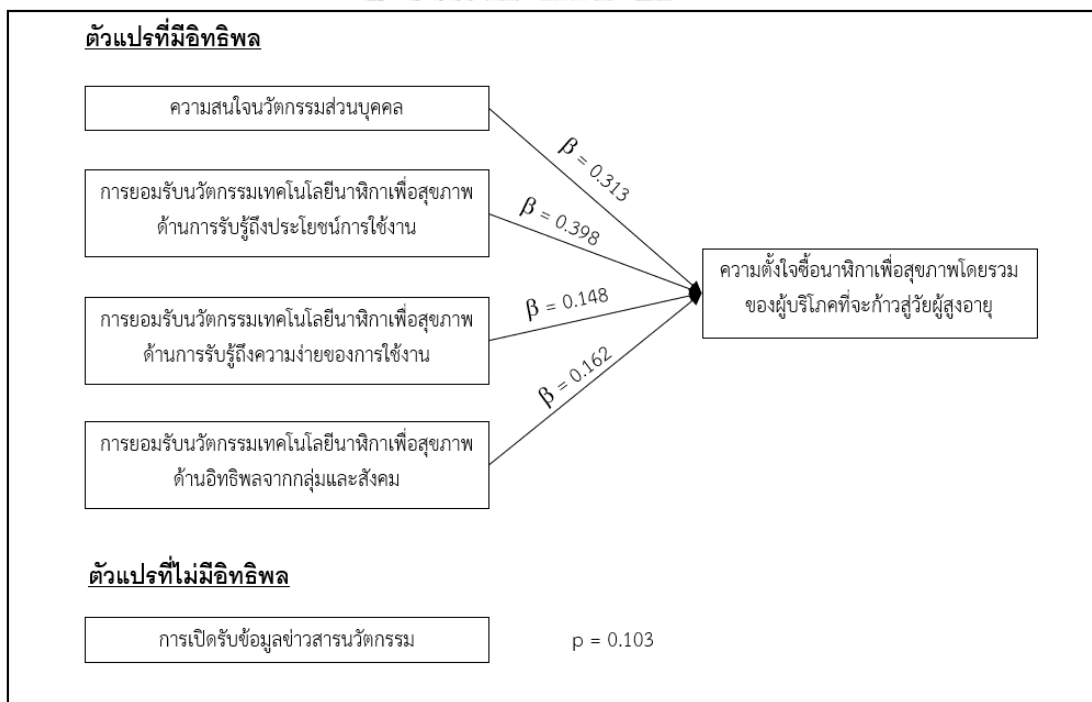 ตัวแปรที่มีอิทธิพล
ความสนใจนวัตกรรมส่วนบุคคล
β = 0.313
การยอมรับนวัตกรรมเทคโนโลยีนาฬิกาเพื่อสุขภาพ
ด้านการรับรู้ถึงประโยชน์การใช้งาน
β = 0.398
ความตั้งใจซื้อนาฬิกาเพื่อสุขภาพโดยรวม
ของผู้บริโภคที่จะก้าวสู่วัยผู้สูงอายุ
การยอมรับนวัตกรรมเทคโนโลยีนาฬิกาเพื่อสุขภาพ
ด้านการรับรู้ถึงความง่ายของการใช้งาน
β = 0.148
การยอมรับนวัตกรรมเทคโนโลยีนาฬิกาเพื่อสุขภาพ
ด้านอิทธิพลจากกลุ่มและสังคม
β = 0.162
ตัวแปรที่ไม่มีอิทธิพล
การเปิดรับข้อมูลข่าวสารนวัตกรรม
p = 0.103